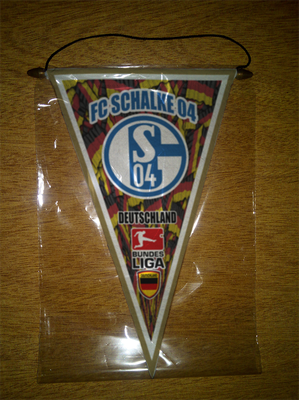 FC SCHALKE 04
S
04
DEUTSCHLAND
BUNDES
LIGA